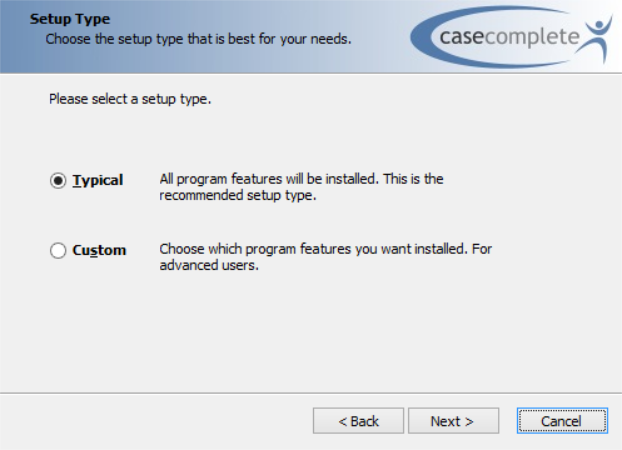 Setup Type
Choose the setup type that is best for your needs.
casecomplete
Please select a setup type.
Typical
All program features will be installed. This is the
recommended setup type.
Custom
Choose which program features you want installed. For
advanced users.
< Back
Next >
Cancel